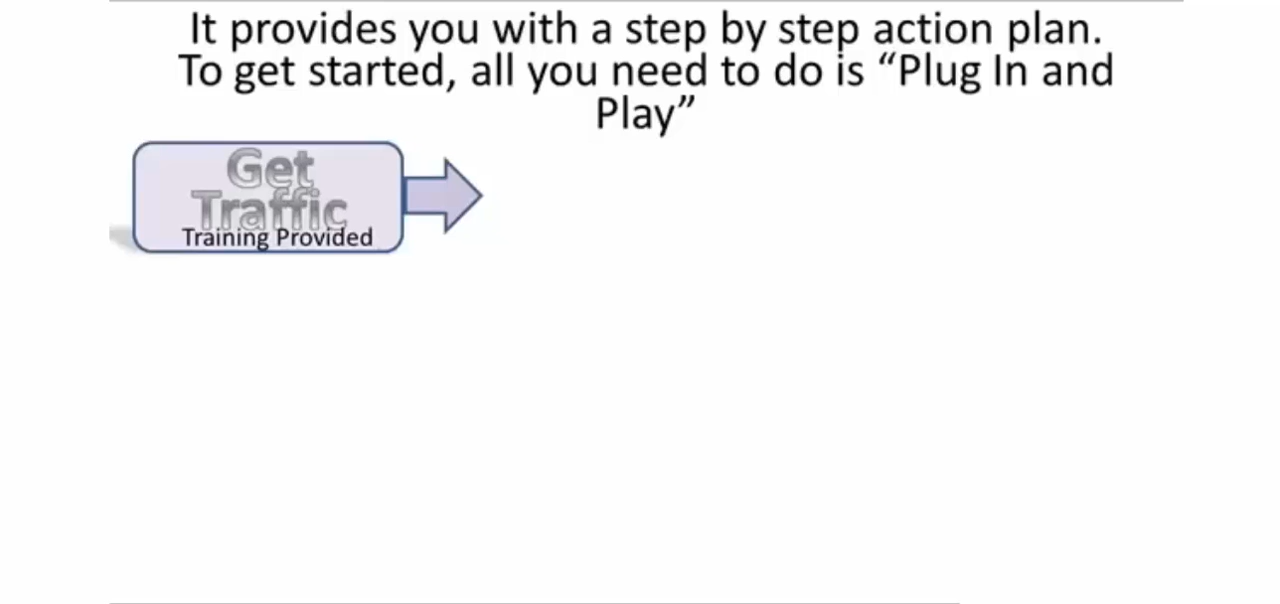 It provides you with a step by step action plan.
To get started, all you need to do is “Plug In and
Play”
Get
Traffic
Training Provided